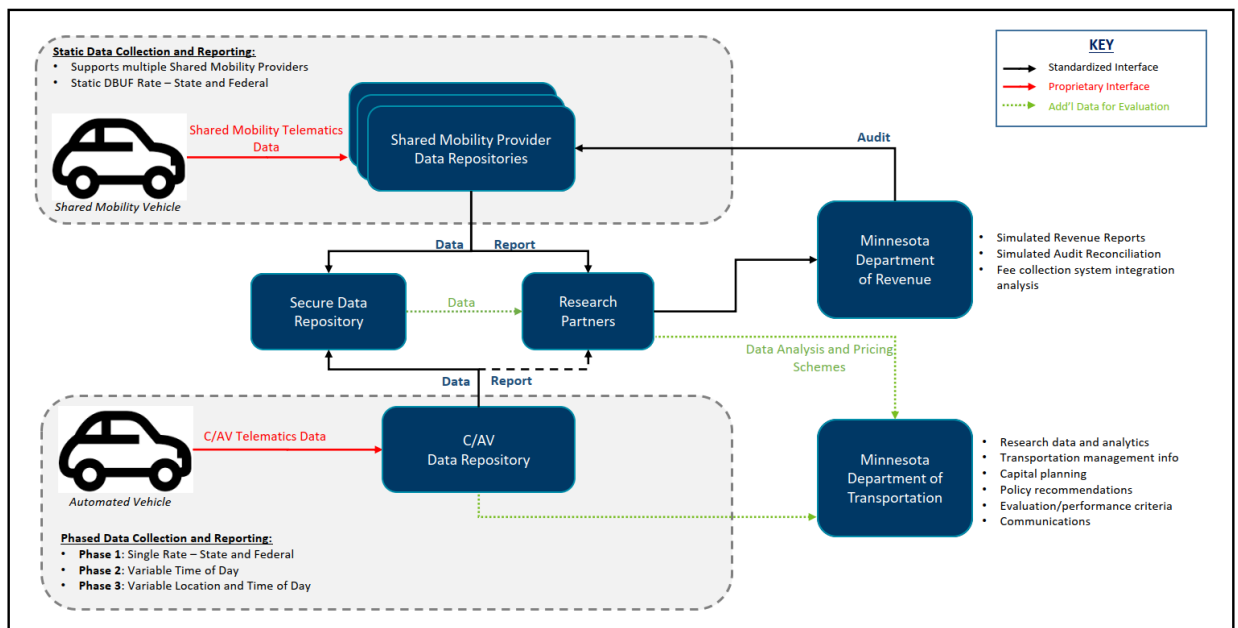 Static Data Collection and Reporting:
• Supports multiple Shared Mobility Providers
• Static DBUF Rate – State and Federal
Shared Mobility Telematics
Data
Shared Mobility Vehicle
Shared Mobility Provider
Data Repositories
KEY
Standardized Interface
Proprietary Interface
Add'l Data for Evaluation
Audit
Data
Report
Minnesota
Department
of Revenue
• Simulated Revenue Reports
• Simulated Audit Reconciliation
• Fee collection system integration
analysis
Secure Data
Repository
Data
Research
Partners
Data Analysis and Pricing
Schemes
Data
Report
Automated Vehicle
C/AV Telematics Data
C/AV
Data Repository
Minnesota
Department of
Transportation
• Research data and analytics
• Transportation management info
• Capital planning
• Policy recommendations
• Evaluation/performance criteria
• Communications
Phased Data Collection and Reporting:
• Phase 1: Single Rate – State and Federal
• Phase 2: Variable Time of Day
• Phase 3: Variable Location and Time of Day